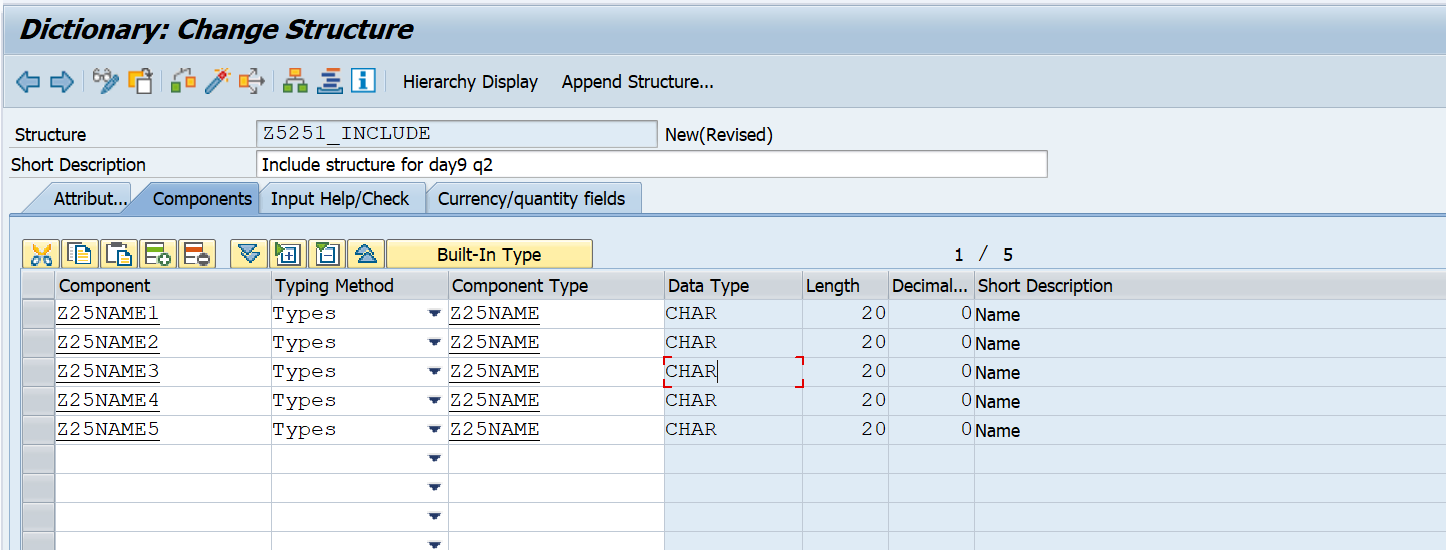 Dictionary: Change Structure
Hierarchy Display Append Structure...
Structure Z5251_INCLUDE New(Revised)
Short Description Include structure for day9 q2
Attribut... Components Input Help/Check Currency/quantity fields
Built-In Type 1 / 5
Component Typing Method Component Type Data Type Length Decimal... Short Description
Z25NAME1 Types Z25NAME CHAR 20 0 Name
Z25NAME2 Types Z25NAME CHAR 20 0 Name
Z25NAME3 Types Z25NAME CHAR 20 0 Name
Z25NAME4 Types Z25NAME CHAR 20 0 Name
Z25NAME5 Types Z25NAME CHAR 20 0 Name